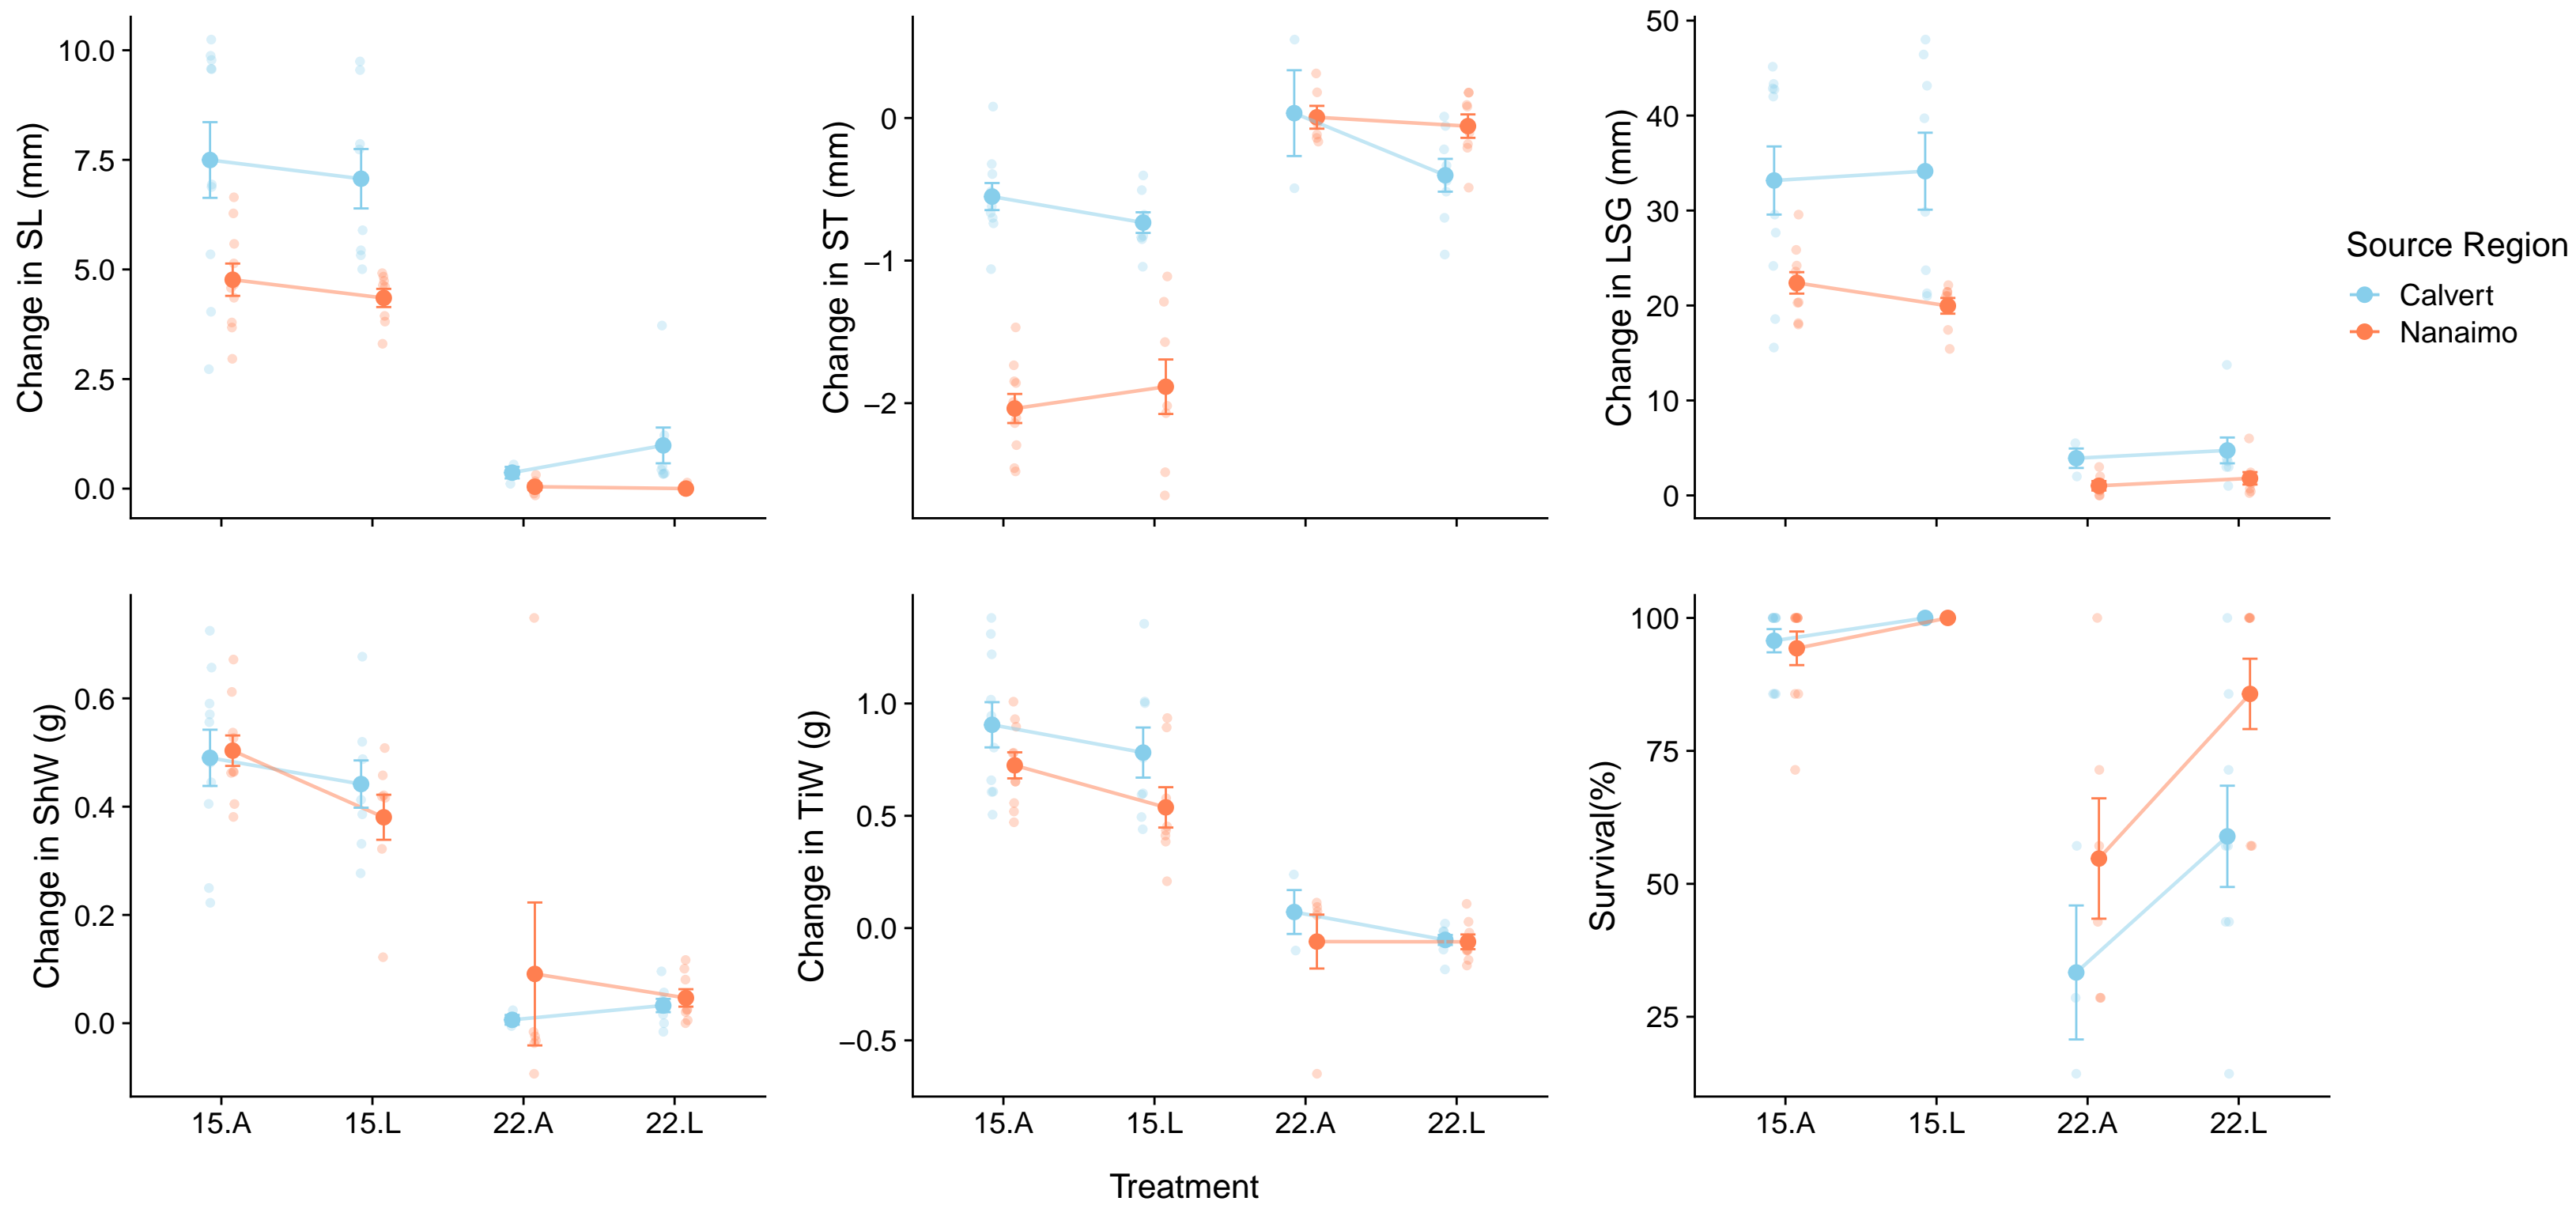 Change in SL (mm)
10.0
7.5
5.0
2.5
0.0
Change in ST (mm)
0
−1
−2
Change in LSG (mm)
50
40
30
20
10
0
Source Region
Calvert
Nanaimo
Change in ShW (g)
0.6
0.4
0.2
0.0
15.A 15.L 22.A 22.L
Change in TiW (g)
1.0
0.5
0.0
−0.5
15.A 15.L 22.A 22.L
Survival(%)
100
75
50
25
15.A 15.L 22.A 22.L
Treatment